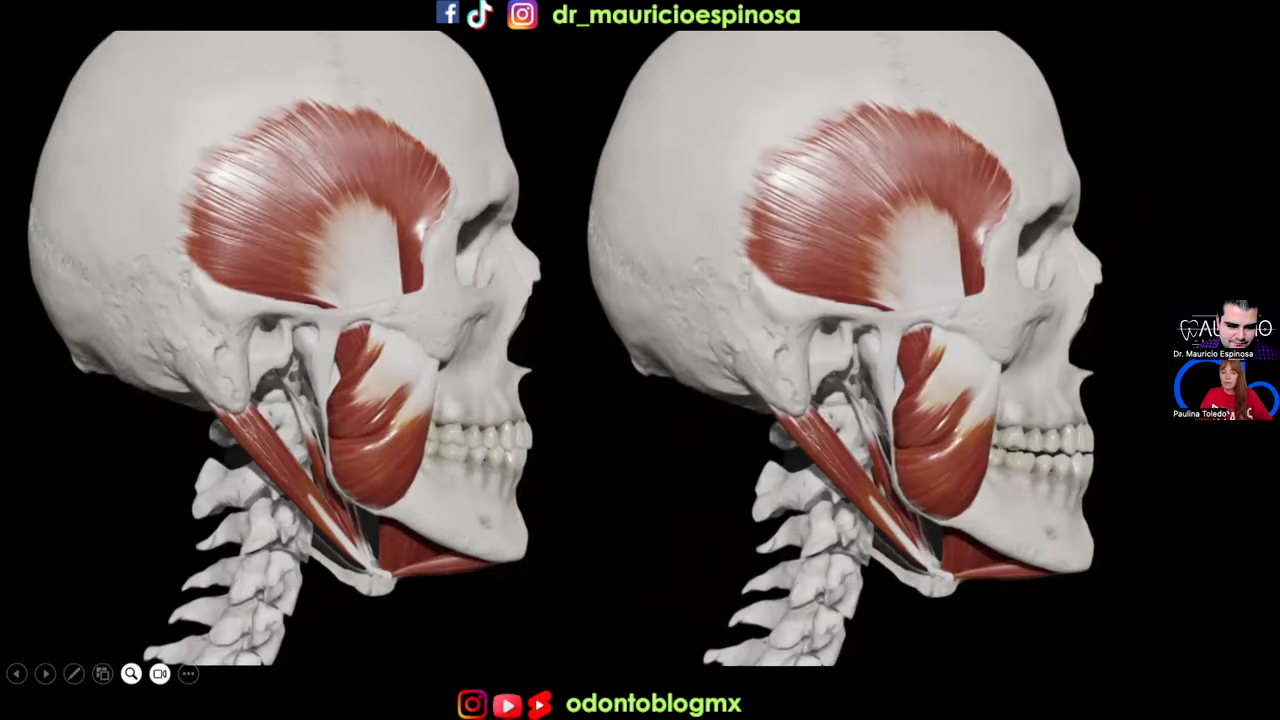 dr_mauricioespinosa
Dr. Mauricio Espinosa
Paulina Toledo
odontoblogmx